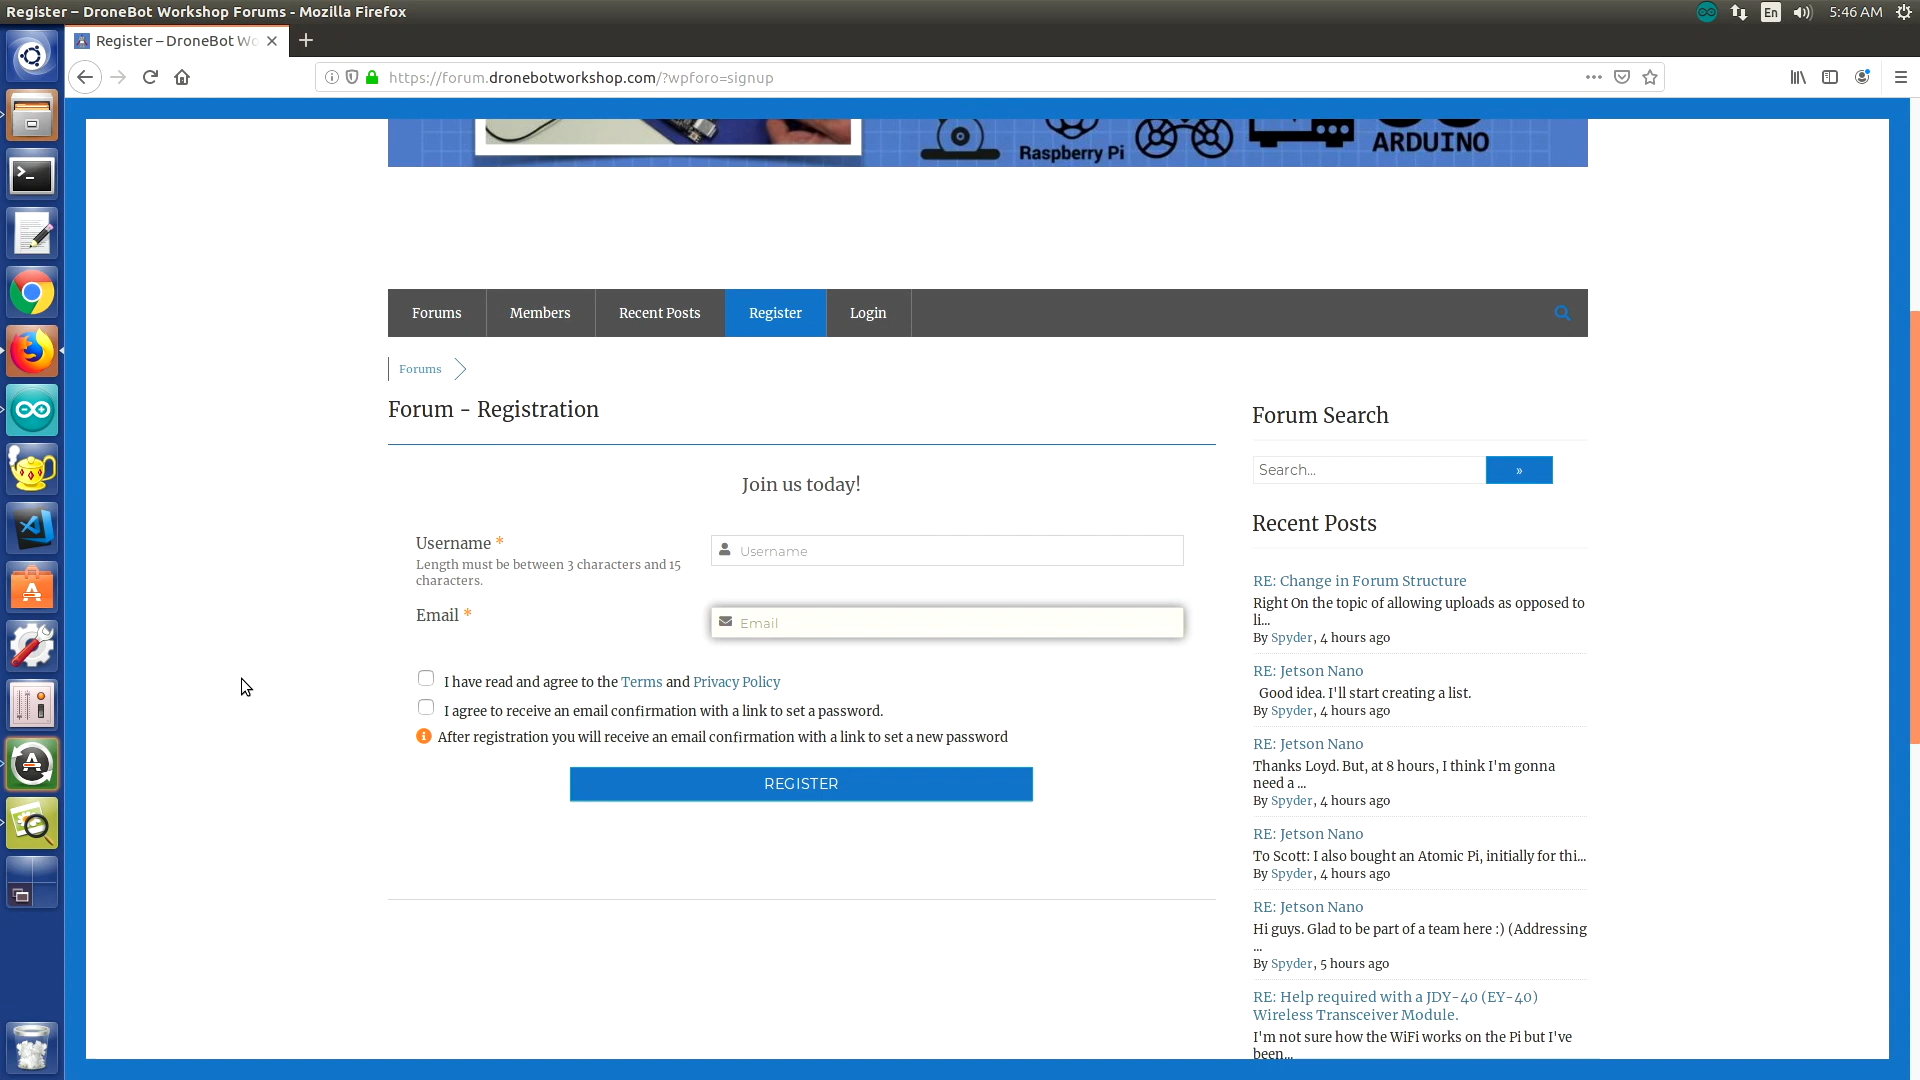 Register – DroneBot Workshop Forums - Mozilla Firefox
En
5:46 AM
Register – DroneBot Wo
https://forum.dronebotworkshop.com/?wpforo=signup
Raspberry Pi
ARDUINO
Forums
Members
Recent Posts
Register
Login
Forums
Forum - Registration
Join us today!
Username *
Length must be between 3 characters and 15
characters.
Username
Email *
Email
I have read and agree to the Terms and Privacy Policy
I agree to receive an email confirmation with a link to set a password.
After registration you will receive an email confirmation with a link to set a new password
REGISTER
Forum Search
Search...
»
Recent Posts
RE: Change in Forum Structure
Right On the topic of allowing uploads as opposed to
li...
By Spyder, 4 hours ago
RE: Jetson Nano
Good idea. I'll start creating a list.
By Spyder, 4 hours ago
RE: Jetson Nano
Thanks Loyd. But, at 8 hours, I think I'm gonna
need a ...
By Spyder, 4 hours ago
RE: Jetson Nano
To Scott: I also bought an Atomic Pi, initially for thi...
By Spyder, 4 hours ago
RE: Jetson Nano
Hi guys. Glad to be part of a team here :) (Addressing
...
By Spyder, 5 hours ago
RE: Help required with a JDY-40 (EY-40)
Wireless Transceiver Module.
I'm not sure how the WiFi works on the Pi but I've
been...